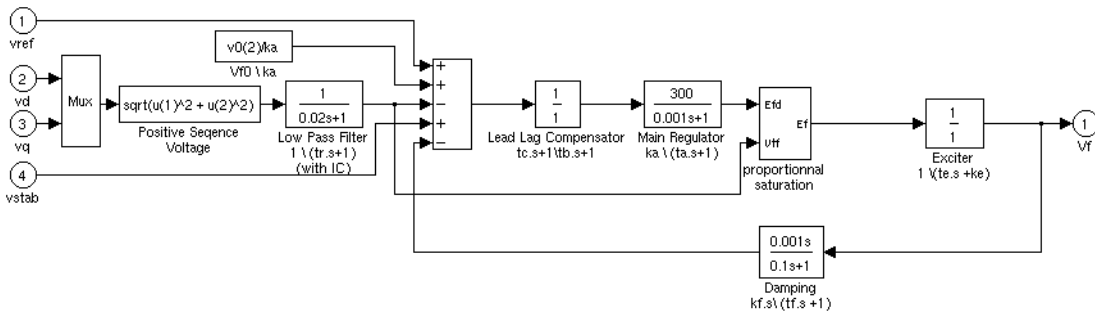 1
vref
v0(2)/ka
Vf0 \ ka
2
vd
Mux
3
vq
sqrt(u(1)^2 + u(2)^2)
Positive Seqence
Voltage
1
0.02s+1
Low Pass Filter
1 \ (tr.s+1)
(with IC)
4
vstab
+
+
−
+
−
1
1
Lead Lag Compensator
tc.s+1\tb.s+1
300
0.001s+1
Main Regulator
ka \ (ta.s+1)
Efd
Ef
Vtf
proportionnal
saturation
1
1
Exciter
1 \(te.s +ke)
1
Vf
0.001s
0.1s+1
Damping
kf.s\ (tf.s +1)